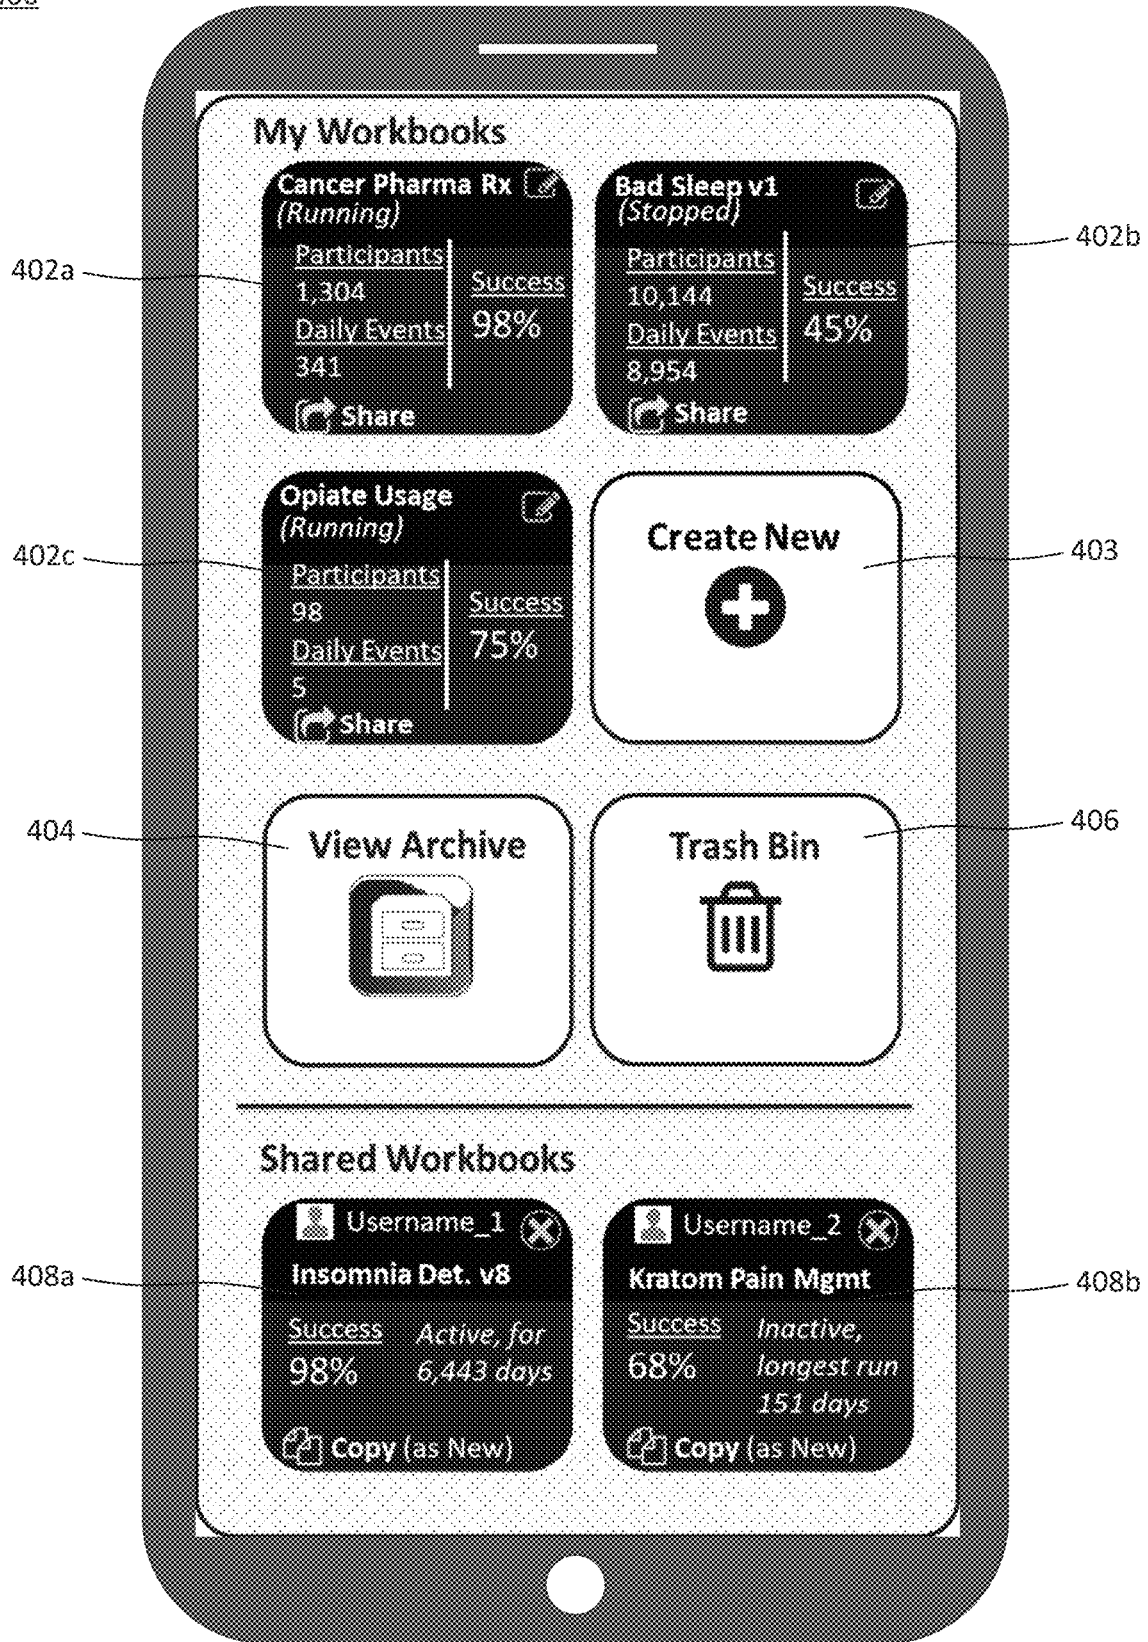 My Workbooks
Cancer Pharma Rx
(Running)
Participants
1,304
Daily Events
341
Success
98%
Share
402a
Bad Sleep v1
(Stopped)
Participants
10,144
Daily Events
8,954
Success
45%
Share
402b
Opiate Usage
(Running)
Participants
98
Daily Events
5
Success
75%
Share
402c
Create New
403
View Archive
404
Trash Bin
406
Shared Workbooks
Username_1
Insomnia Det. v8
Success
98%
Active, for
6,443 days
Copy (as New)
408a
Username_2
Kratom Pain Mgmt
Success
68%
Inactive,
longest run
151 days
Copy (as New)
408b